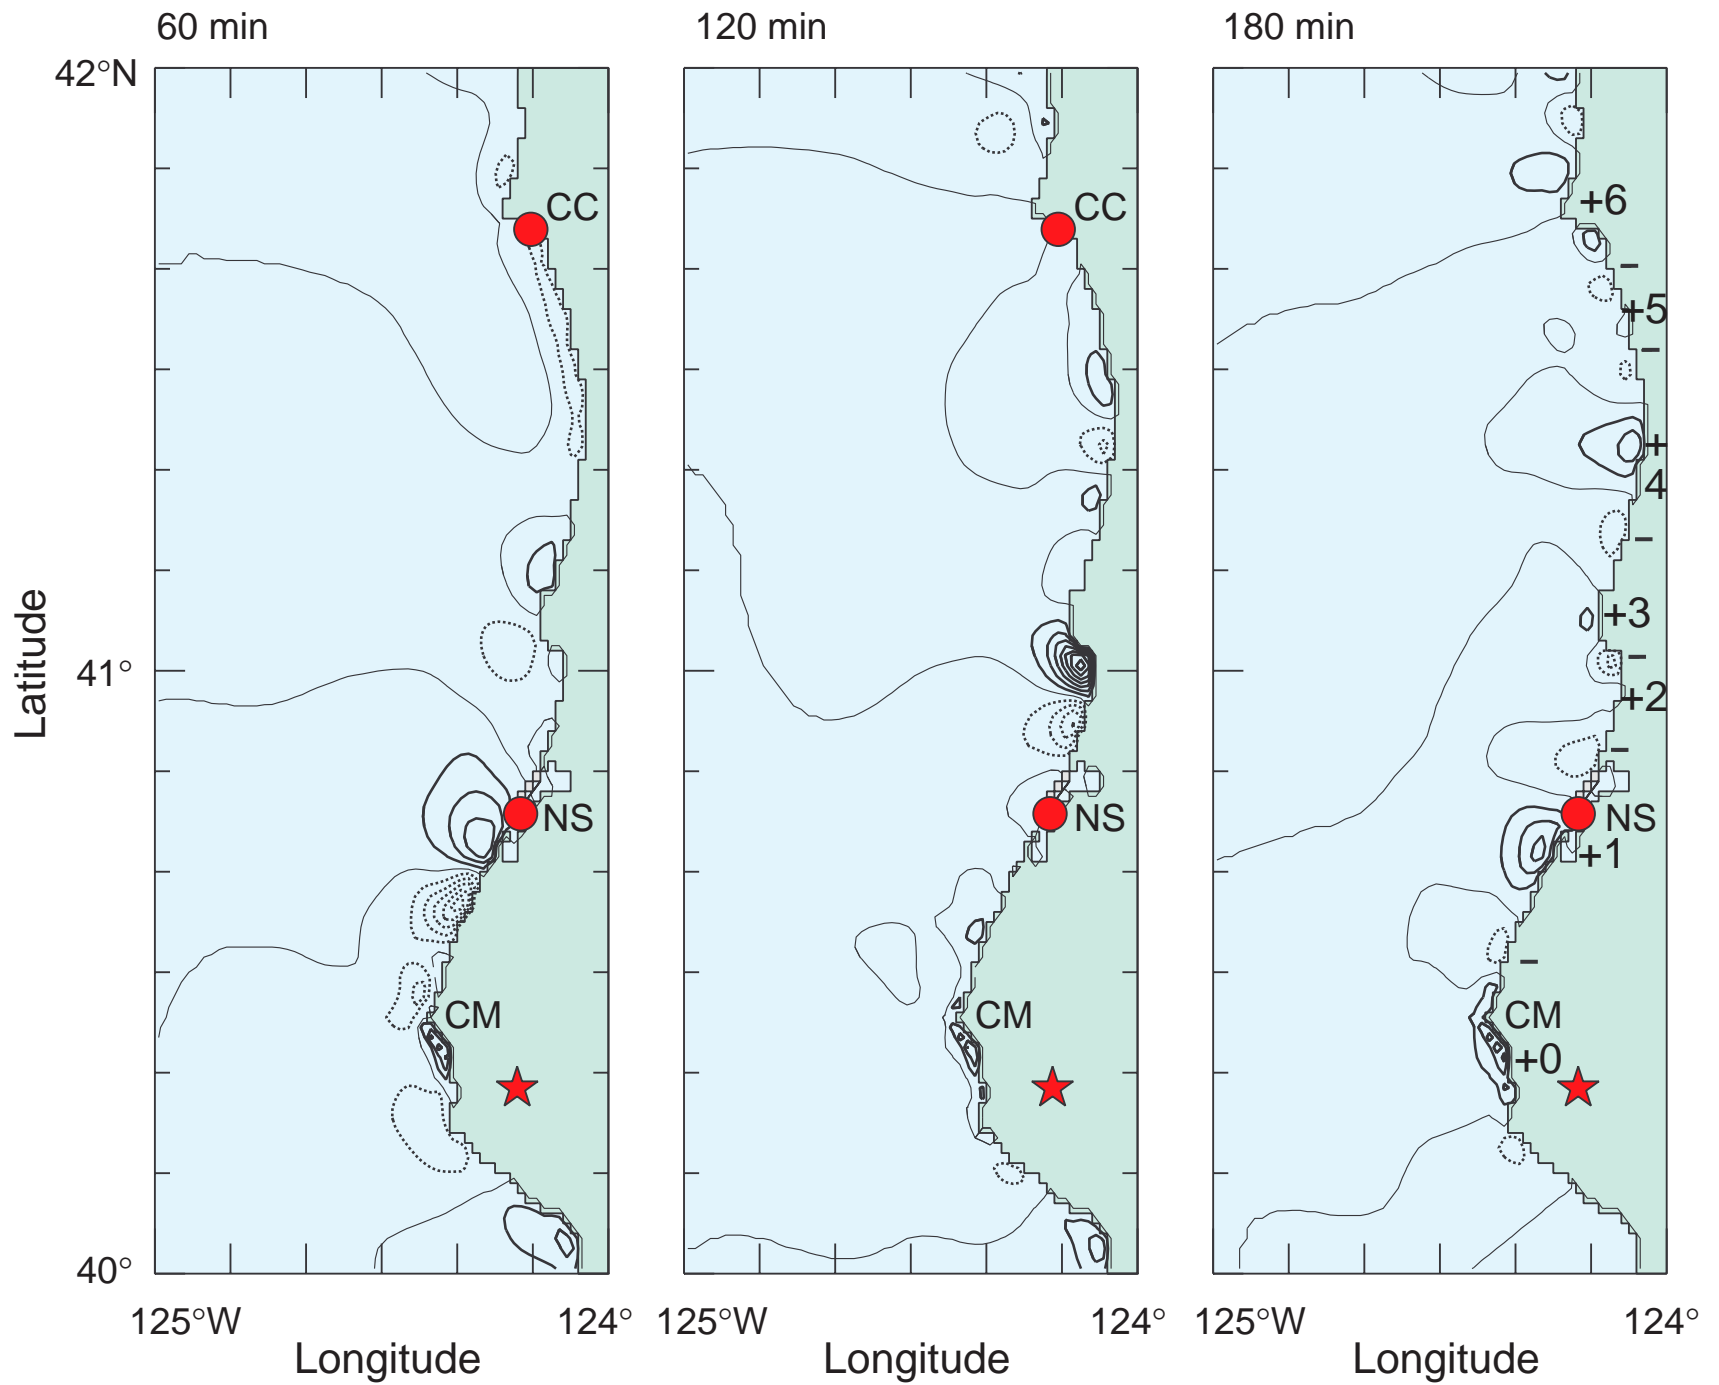 60 min
120 min
180 min
42°N
41°
40°
Latitude
CC
NS
CM
CC
NS
CM
+6
–
+5
–
+
4
–
+3
–
+2
–
NS
+1
–
CM
+0
125°W
124°
125°W
124°
125°W
124°
Longitude
Longitude
Longitude